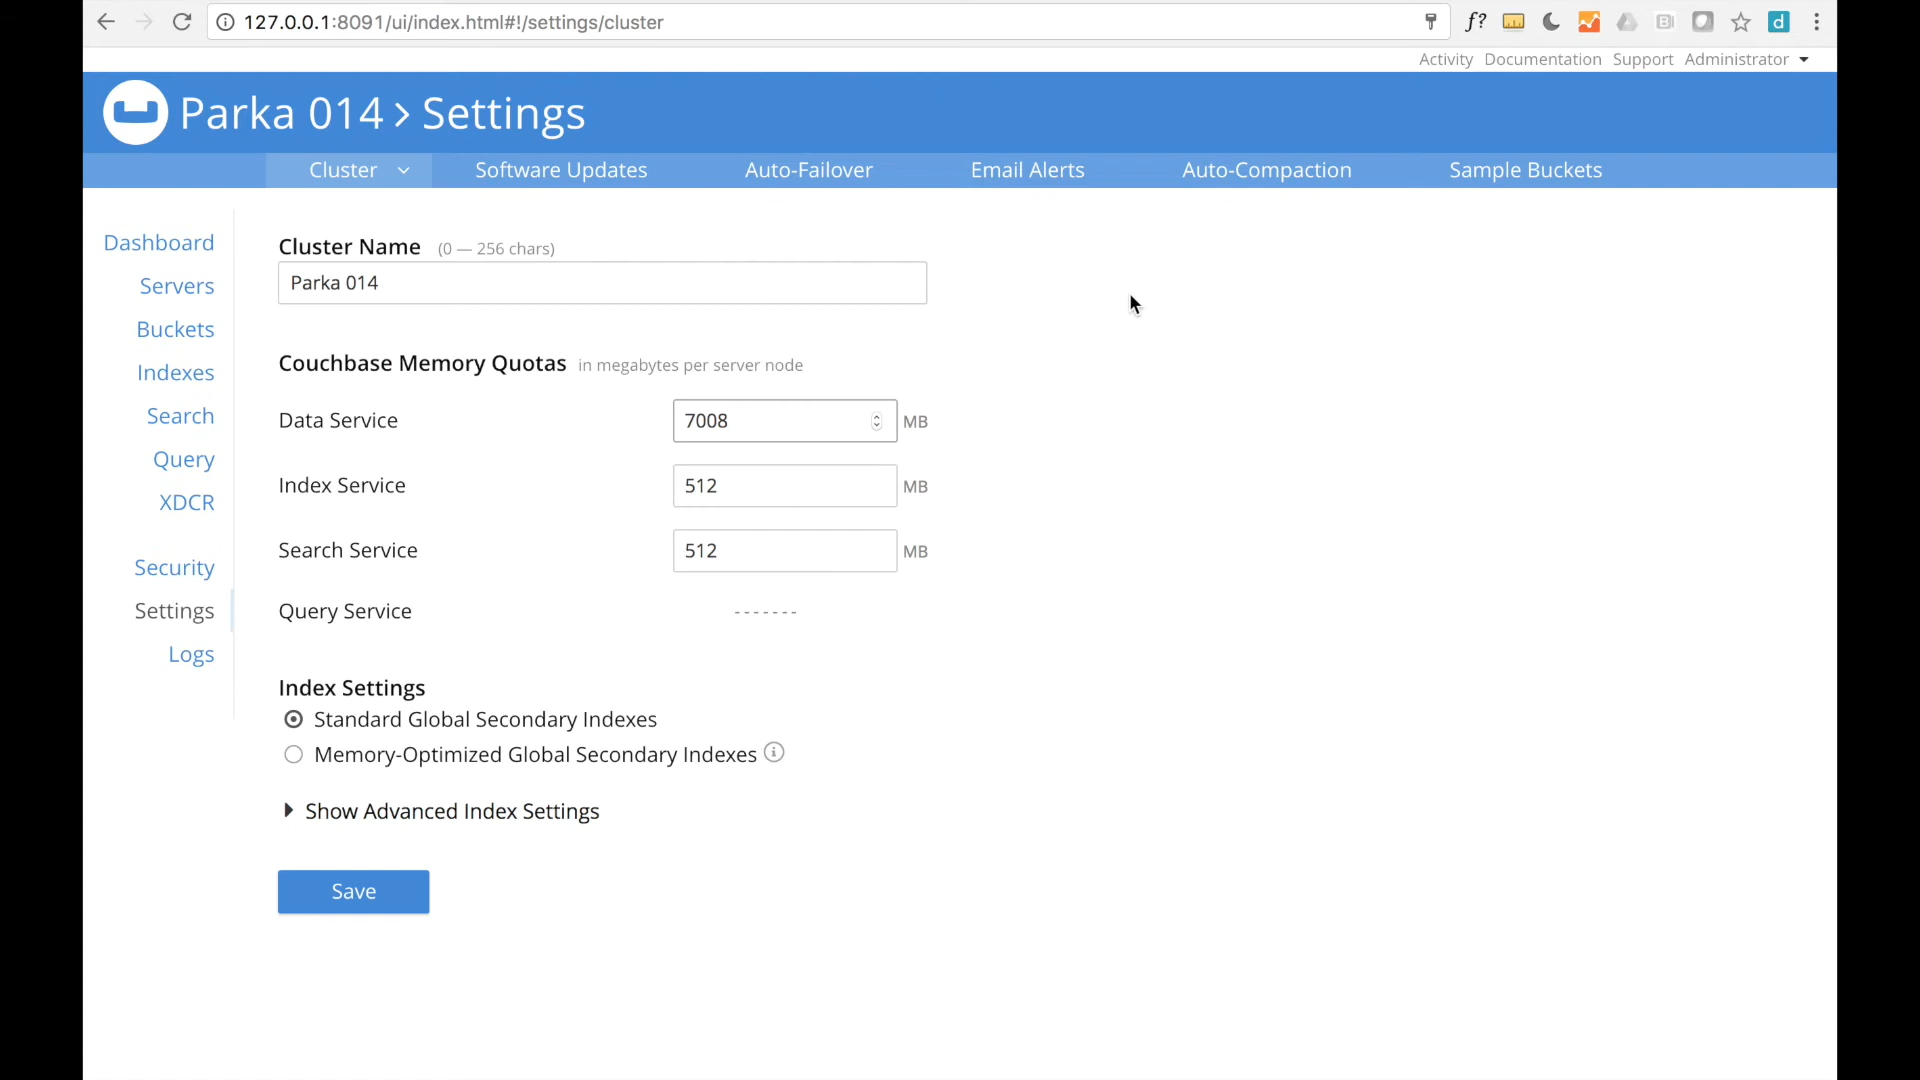 127.0.0.1:8091/ui/index.html#!/settings/cluster
f?
B
d
Activity Documentation Support Administrator
Parka 014 > Settings
Cluster Software Updates Auto-Failover Email Alerts Auto-Compaction Sample Buckets
Dashboard
Servers
Buckets
Indexes
Search
Query
XDCR
Security
Settings
Logs
Cluster Name (0 — 256 chars)
Parka 014
Couchbase Memory Quotas in megabytes per server node
Data Service 7008 MB
Index Service 512 MB
Search Service 512 MB
Query Service -------
Index Settings
Standard Global Secondary Indexes
Memory-Optimized Global Secondary Indexes
Show Advanced Index Settings
Save